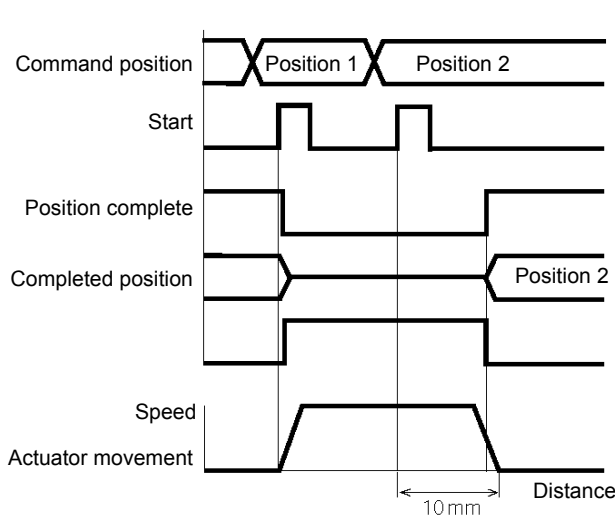 Command position
Position 1
Position 2
Start
Position complete
Completed position
Position 2
Speed
Actuator movement
Distance
10mm